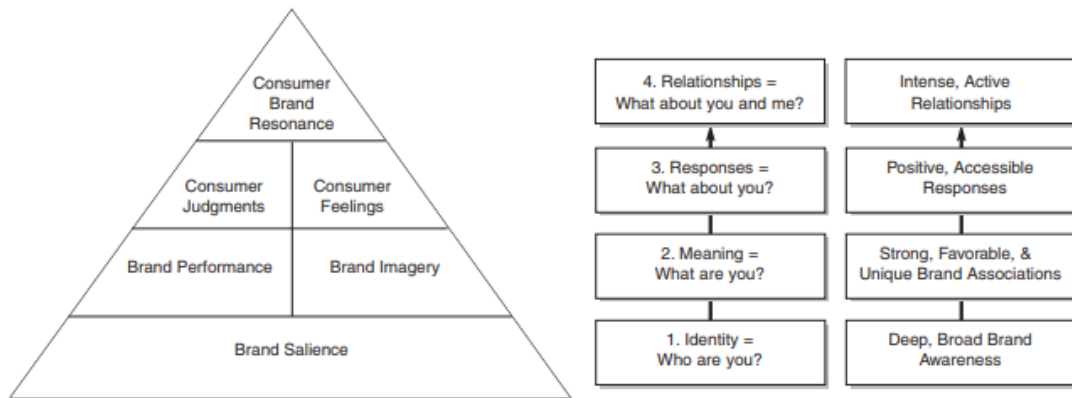 Consumer
Brand
Resonance
Consumer
Judgments
Consumer
Feelings
Brand Performance
Brand Imagery
Brand Salience
4. Relationships =
What about you and me?
3. Responses =
What about you?
2. Meaning =
What are you?
1. Identity =
Who are you?
Intense, Active
Relationships
Positive, Accessible
Responses
Strong, Favorable, &
Unique Brand Associations
Deep, Broad Brand
Awareness